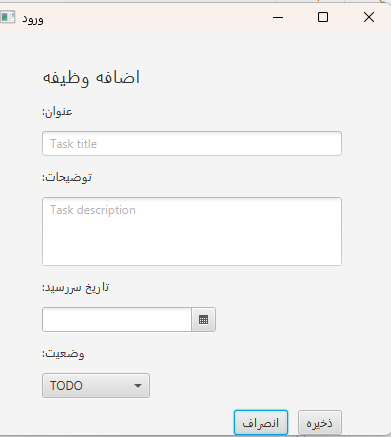 ورود
اضافه وظیفه
عنوان:
Task title
توضیحات:
Task description
تاریخ سررسید:
وضعیت:
TODO
انصراف
ذخیره